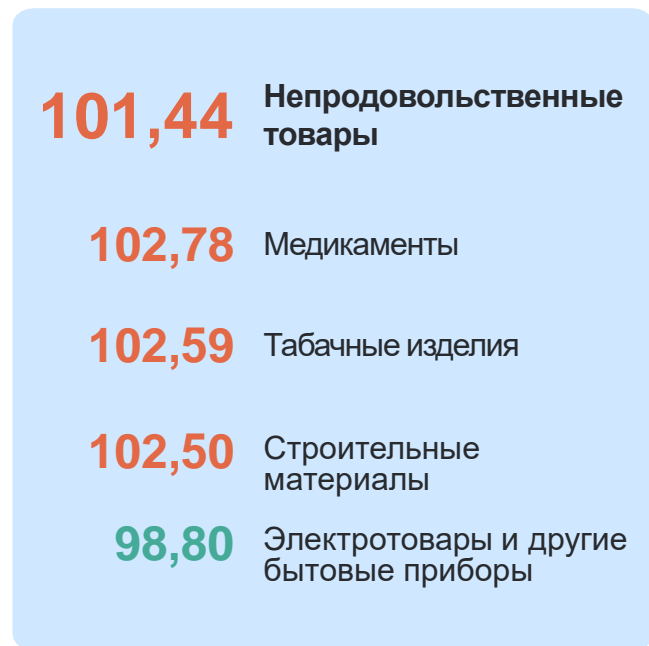 101,44 Непродовольственные
товары
102,78 Медикаменты
102,59 Табачные изделия
102,50 Строительные
материалы
98,80 Электротовары и другие
бытовые приборы